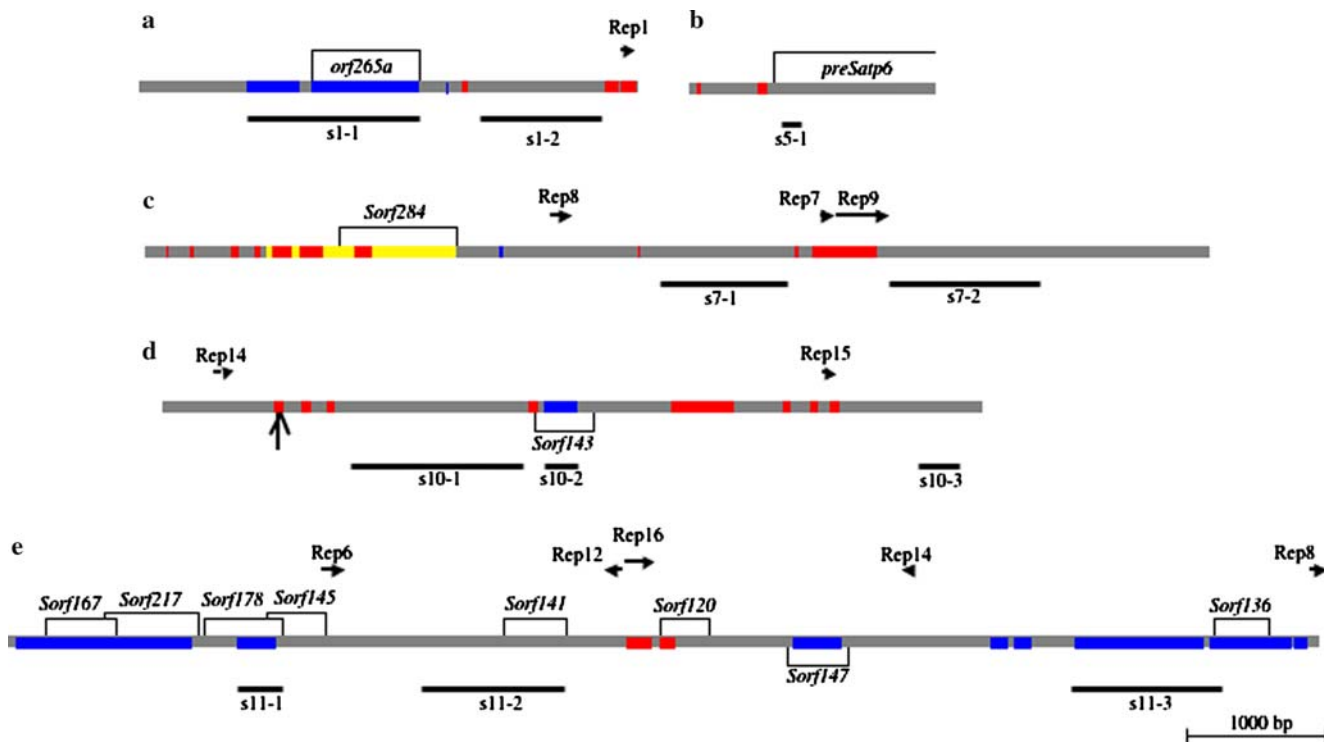 a
b
Rep1
orf265a
preSatp6
s1-1
s1-2
s5-1
c
Rep8
Rep7
Rep9
Sorf284
s7-1
s7-2
d
Rep14
Rep15
Sorf143
s10-1
s10-2
s10-3
e
Rep6
Rep12
Rep16
Rep14
Rep8
Sorf167
Sorf217
Sorf178
Sorf145
Sorf141
Sorf120
Sorf136
Sorf147
s11-1
s11-2
s11-3
1000 bp